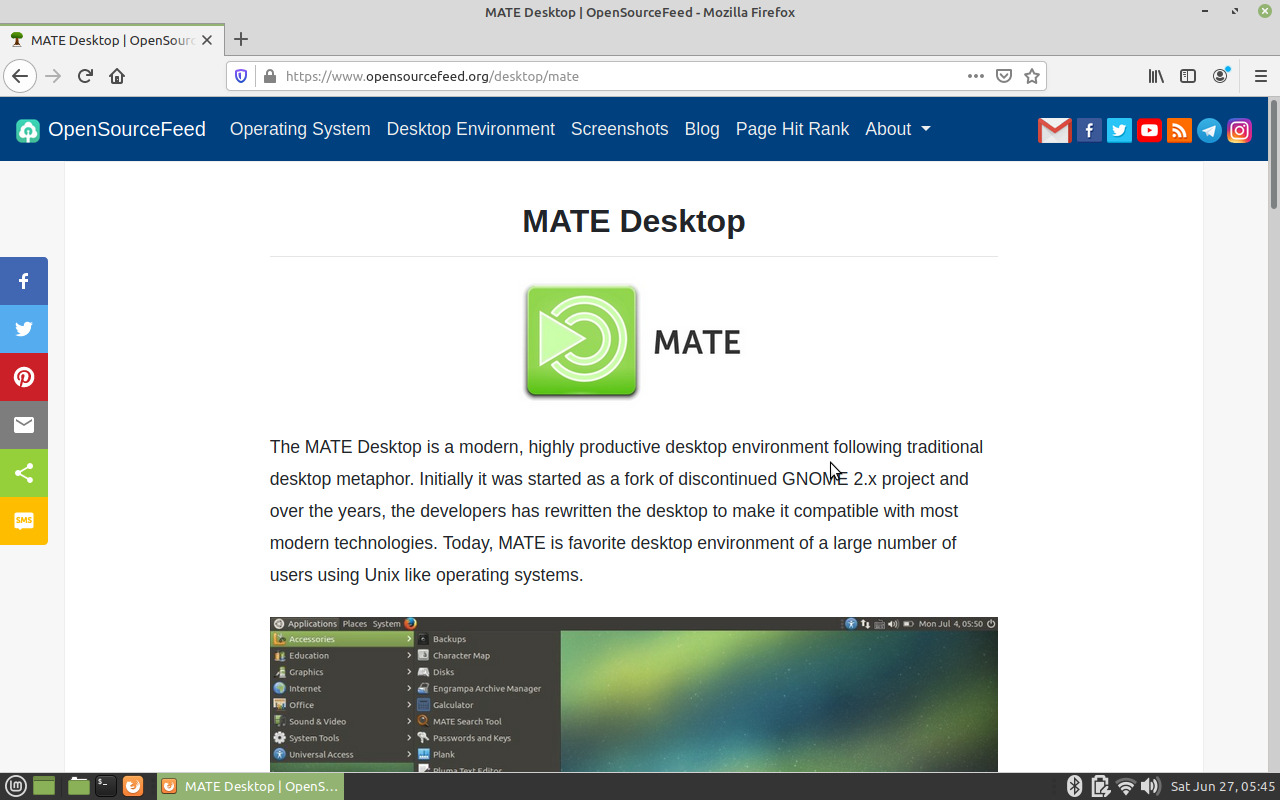 MATE Desktop | OpenSourceFeed - Mozilla Firefox
MATE Desktop | OpenSourc
https://www.opensourcefeed.org/desktop/mate
OpenSourceFeed Operating System Desktop Environment Screenshots Blog Page Hit Rank About
MATE Desktop
MATE
The MATE Desktop is a modern, highly productive desktop environment following traditional
desktop metaphor. Initially it was started as a fork of discontinued GNOME 2.x project and
over the years, the developers has rewritten the desktop to make it compatible with most
modern technologies. Today, MATE is favorite desktop environment of a large number of
users using Unix like operating systems.
SMS
Applications Places System Mon Jul 4, 05:50
Accessories Backups
Education Character Map
Graphics Disks
Internet Engrampa Archive Manager
Office Galculator
Sound & Video MATE Search Tool
System Tools Passwords and Keys
Universal Access Plank
Pluma Text Editor
MATE Desktop | OpenS... Sat Jun 27, 05:45